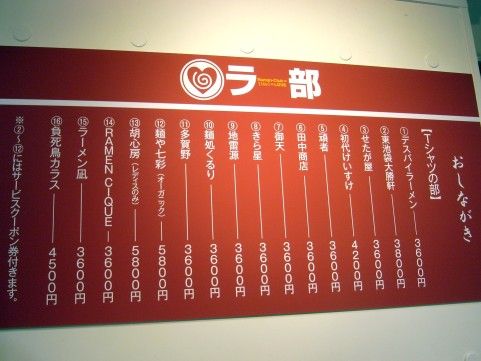 ラ部
おしながき
【Tシャツの部】
①デスパイラーメン 3600円
②東池袋大勝軒 3800円
③せたが屋 3600円
④初代けいすけ 4200円
⑤頑者 3600円
⑥田中商店 3600円
⑦奔天 3600円
⑧きら星 3600円
⑨地雷源 3600円
⑩麺処くるり 3600円
⑪多賀野 3600円
⑫麺や七彩(オーガニック) 5800円
⑬胡心房(レディスのみ) 5800円
⑭RAMEN CIQUE 3600円
⑮ラーメン凪 3600円
⑯負死鳥カラス 4500円
※②～⑫にはサービスクーポン券付きます。